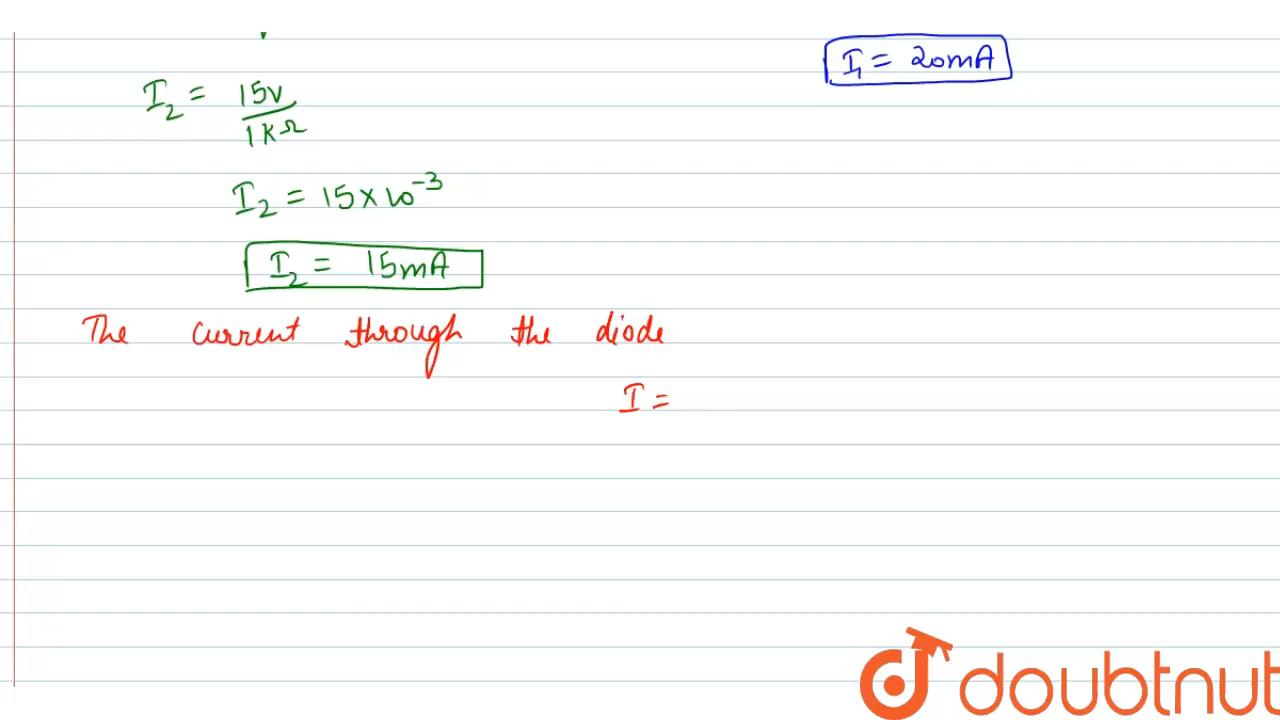 I₁ = 20mA
I₂ = 15v
1KΩ
I₂ = 15 × 10⁻³
I₂ = 15mA
The current through the diode
I =
doubtnut